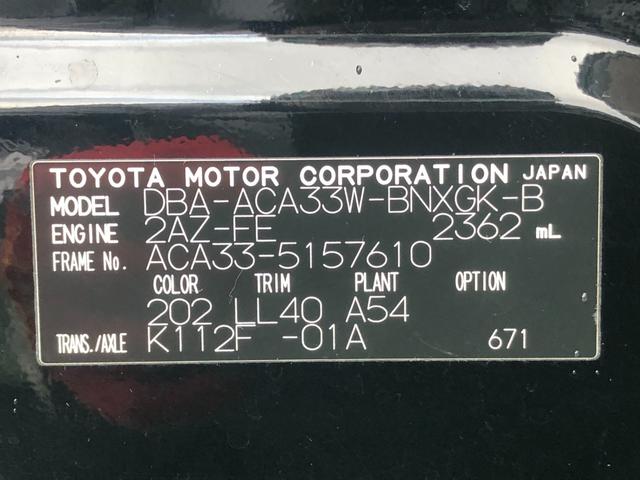 TOYOTA MOTOR CORPORATION JAPAN
MODEL DBA-ACA33W-BNXGK-B
ENGINE 2AZ-FE 2362 mL
FRAME No. ACA33-5157610
COLOR TRIM PLANT OPTION
202 LL40 A54
TRANS./AXLE K112F -01A 671